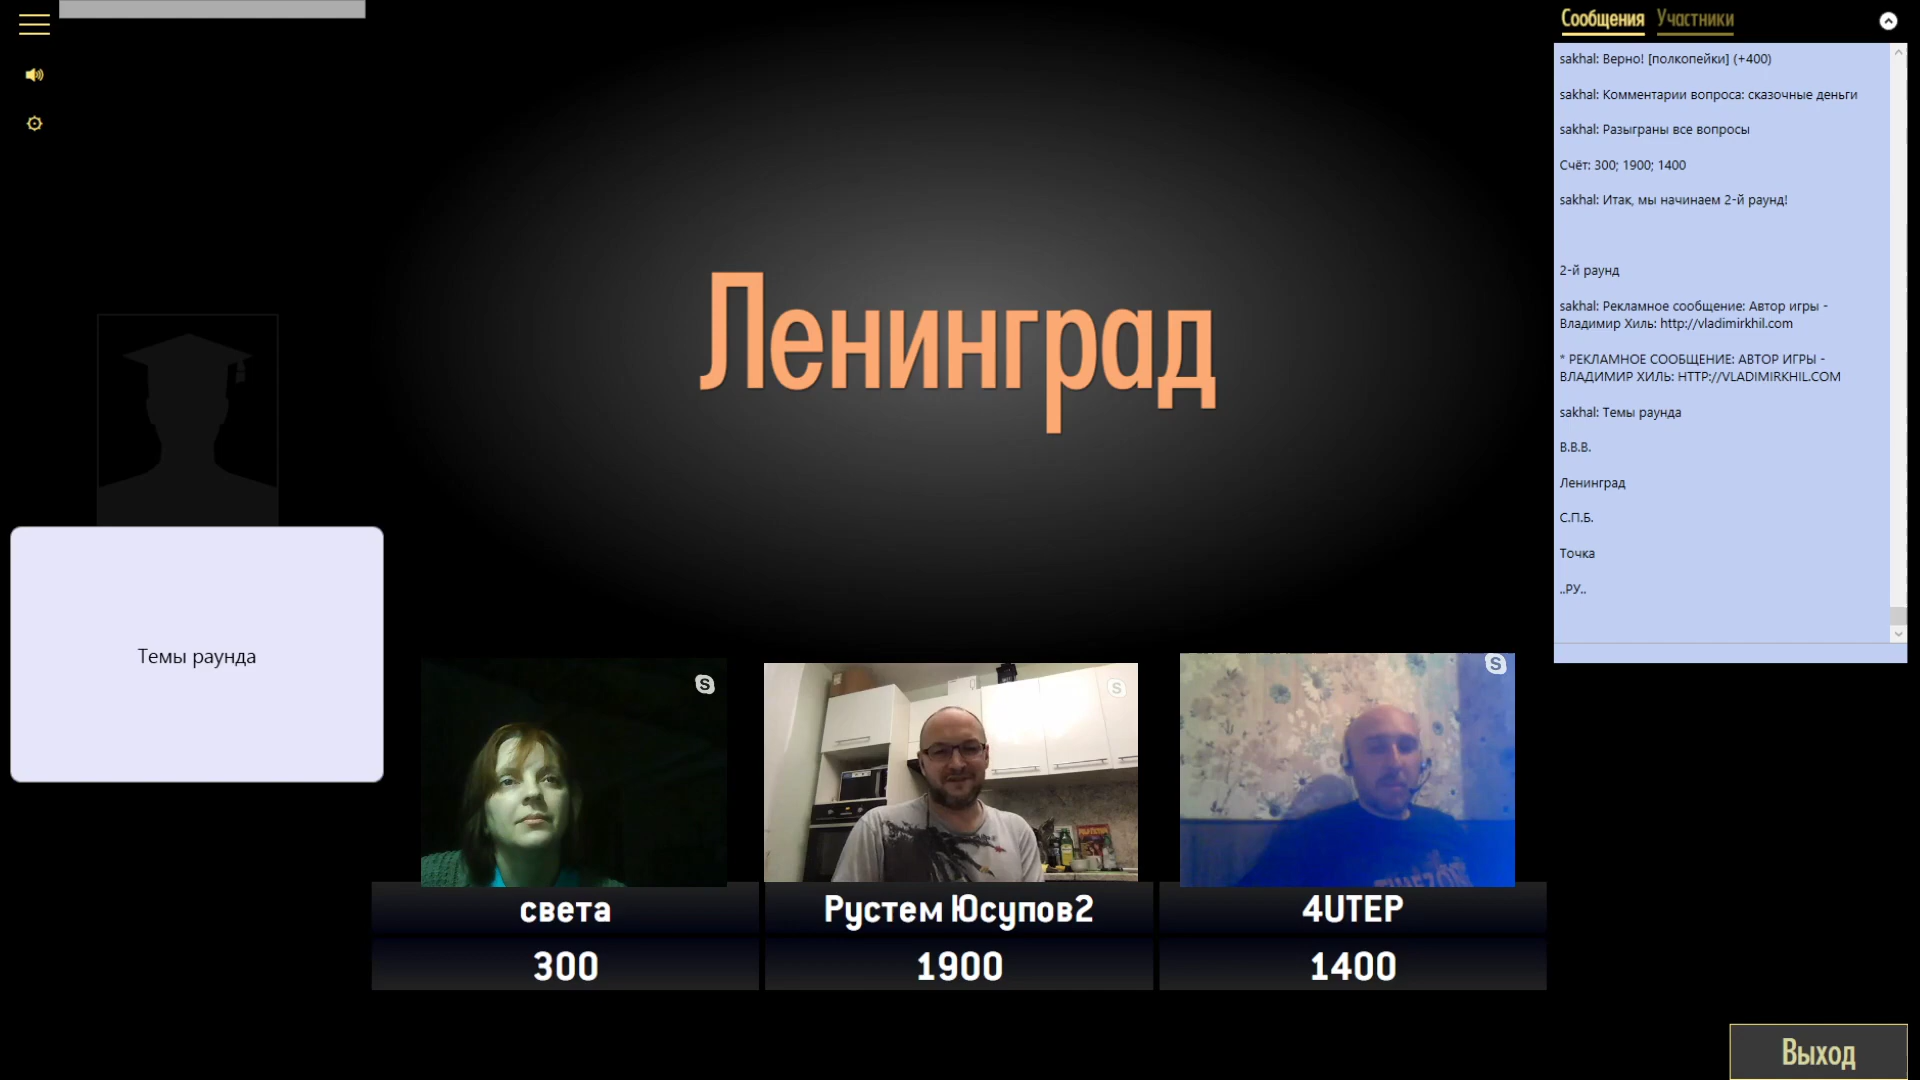 Сообщения Участники
sakhal: Верно! [полкопейки] (+400)
sakhal: Комментарии вопроса: сказочные деньги
sakhal: Разыграны все вопросы
Счёт: 300; 1900; 1400
sakhal: Итак, мы начинаем 2-й раунд!
2-й раунд
sakhal: Рекламное сообщение: Автор игры -
Владимир Хиль: http://vladimirkhil.com
* РЕКЛАМНОЕ СООБЩЕНИЕ: АВТОР ИГРЫ -
ВЛАДИМИР ХИЛЬ: HTTP://VLADIMIRKHIL.COM
sakhal: Темы раунда
В.В.В.
Ленинград
С.П.Б.
Точка
..РУ..
Ленинград
Темы раунда
света
300
Рустем Юсупов2
1900
4UTEP
1400
Выход